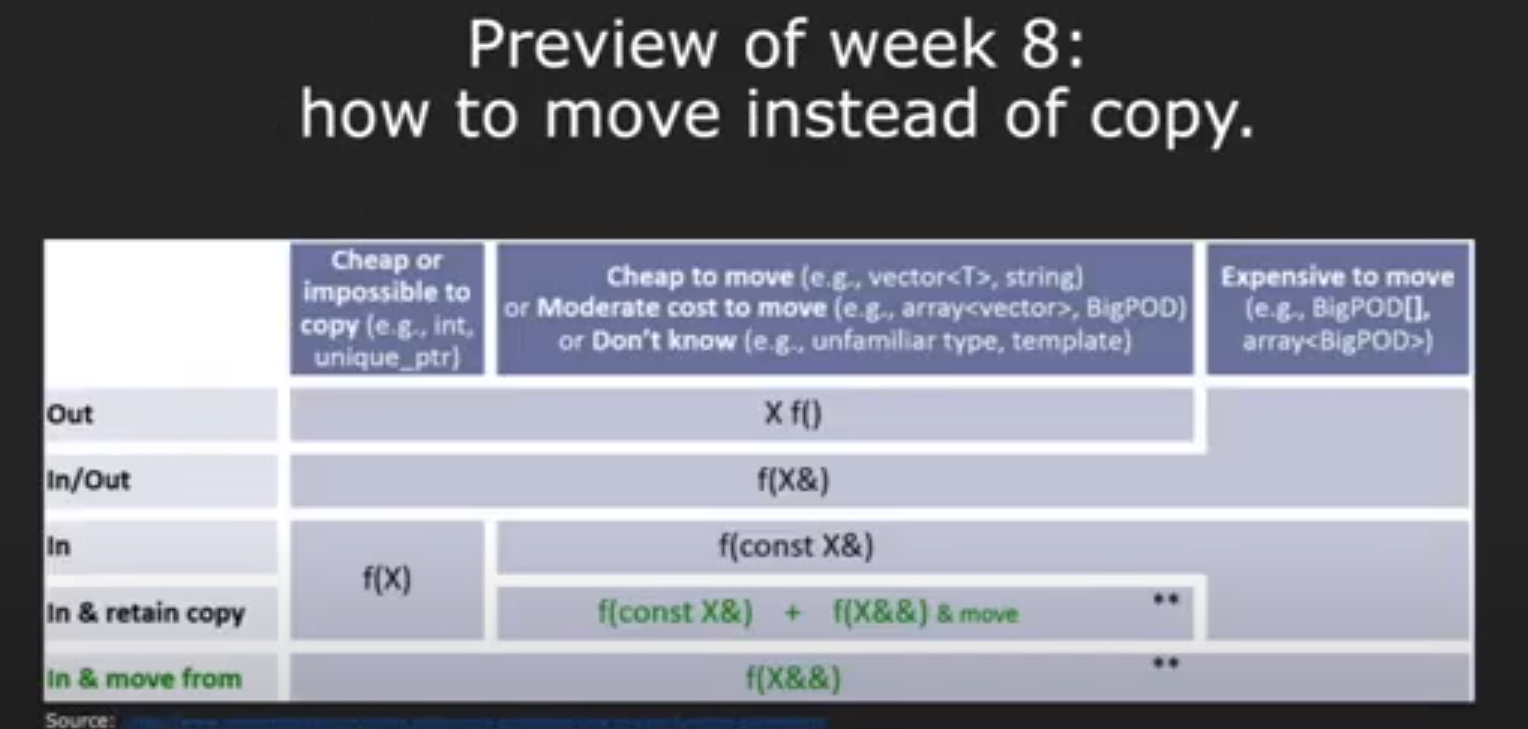 Preview of week 8:
how to move instead of copy.
Cheap or
impossible to
copy (e.g., int,
unique_ptr)
Cheap to move (e.g., vector<T>, string)
or Moderate cost to move (e.g., array<vector>, BigPOD)
or Don't know (e.g., unfamiliar type, template)
Expensive to move
(e.g., BigPOD[],
array<BigPOD>)
Out
X f()
In/Out
f(X&)
In
f(X)
f(const X&)
In & retain copy
f(const X&) + f(X&&) & move **
In & move from
f(X&&) **
Source: